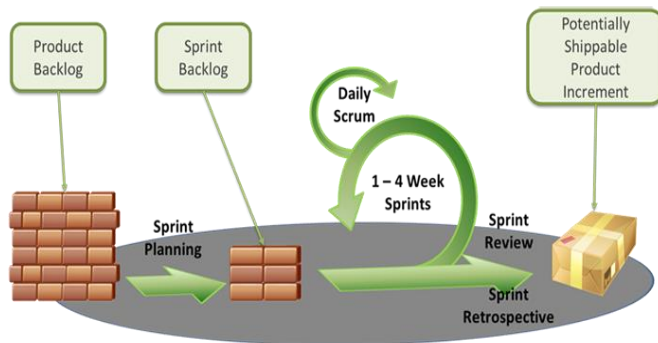 Product
Backlog
Sprint
Backlog
Potentially
Shippable
Product
Increment
Daily
Scrum
1 – 4 Week
Sprints
Sprint
Planning
Sprint
Review
Sprint
Retrospective